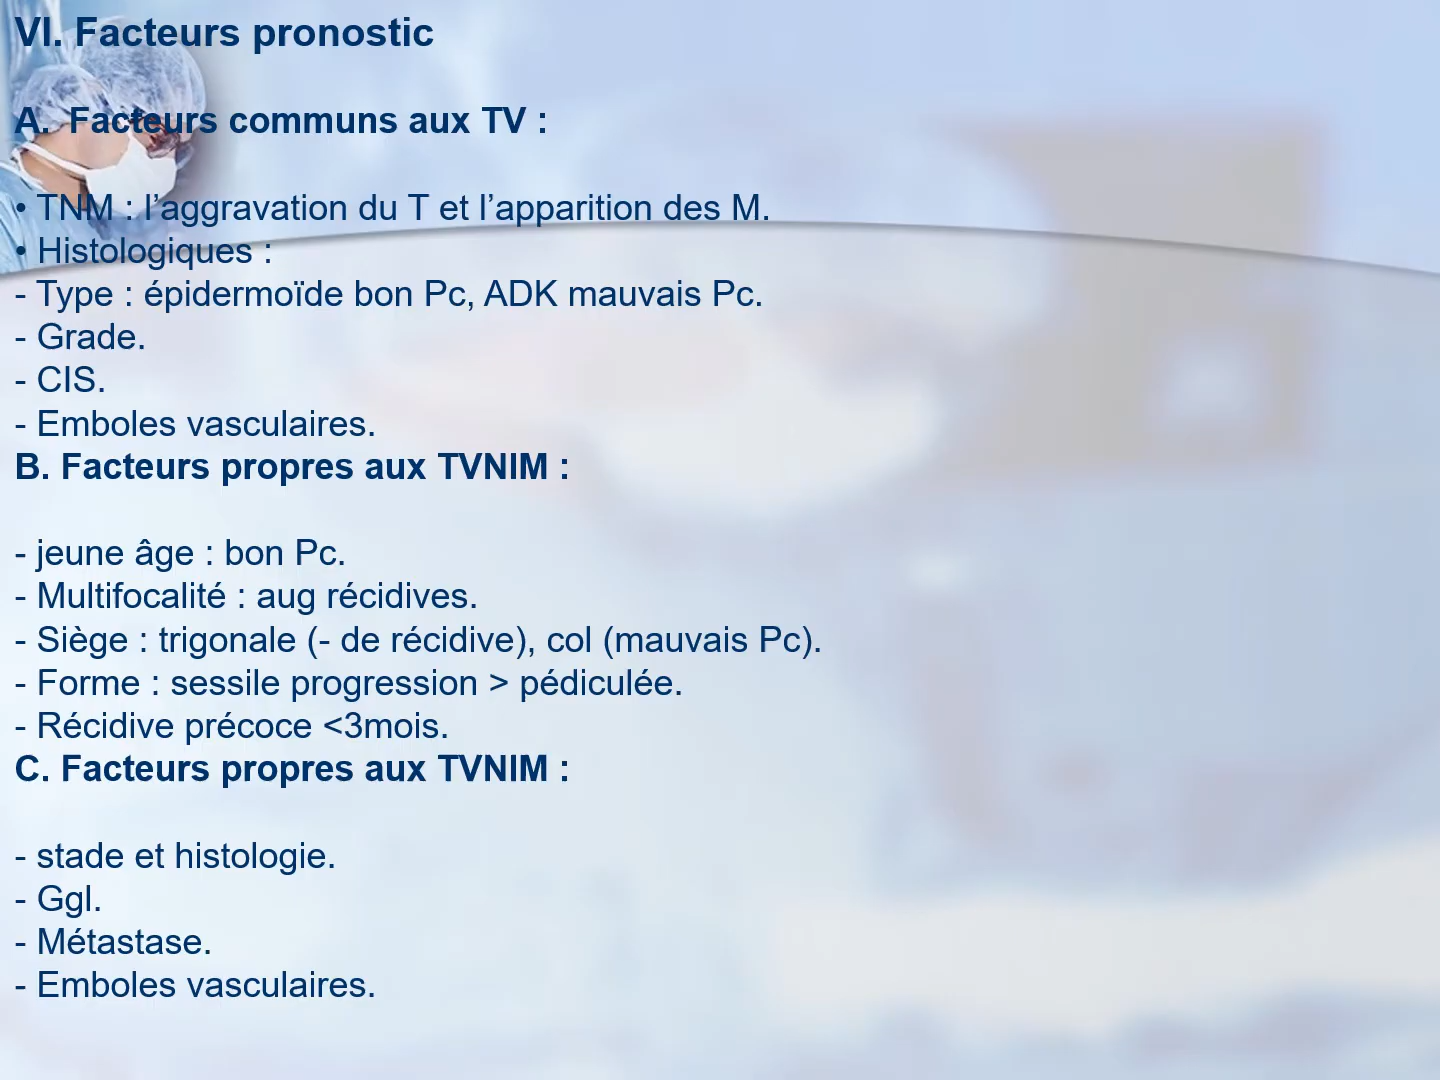 VI. Facteurs pronostic
A. Facteurs communs aux TV :
• TNM : l’aggravation du T et l’apparition des M.
• Histologiques :
- Type : épidermoïde bon Pc, ADK mauvais Pc.
- Grade.
- CIS.
- Emboles vasculaires.
B. Facteurs propres aux TVNIM :
- jeune âge : bon Pc.
- Multifocalité : aug récidives.
- Siège : trigonale (- de récidive), col (mauvais Pc).
- Forme : sessile progression > pédiculée.
- Récidive précoce <3mois.
C. Facteurs propres aux TVNIM :
- stade et histologie.
- Ggl.
- Métastase.
- Emboles vasculaires.